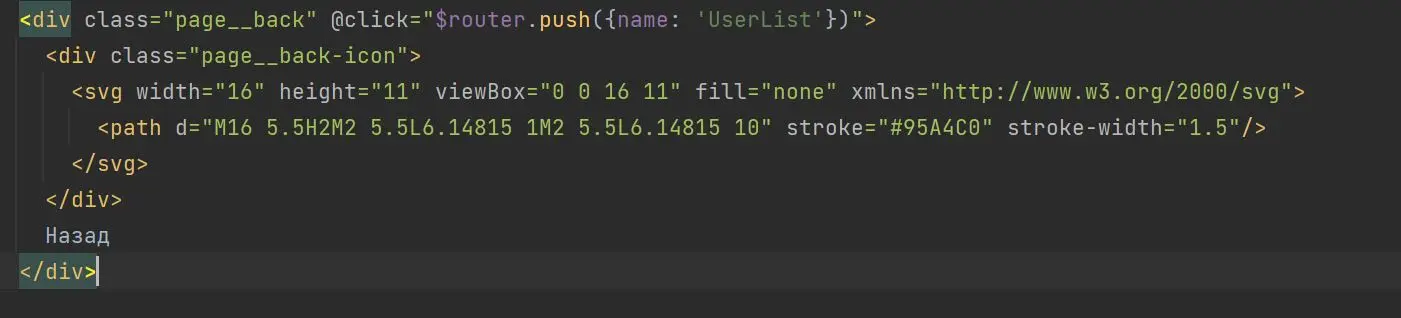 <div class="page__back" @click="$router.push({name: 'UserList'})">
<div class="page__back-icon">
<svg width="16" height="11" viewBox="0 0 16 11" fill="none" xmlns="http://www.w3.org/2000/svg">
<path d="M16 5.5H2M2 5.5L6.14815 1M2 5.5L6.14815 10" stroke="#95A4C0" stroke-width="1.5"/>
</svg>
</div>
Назад
</div>